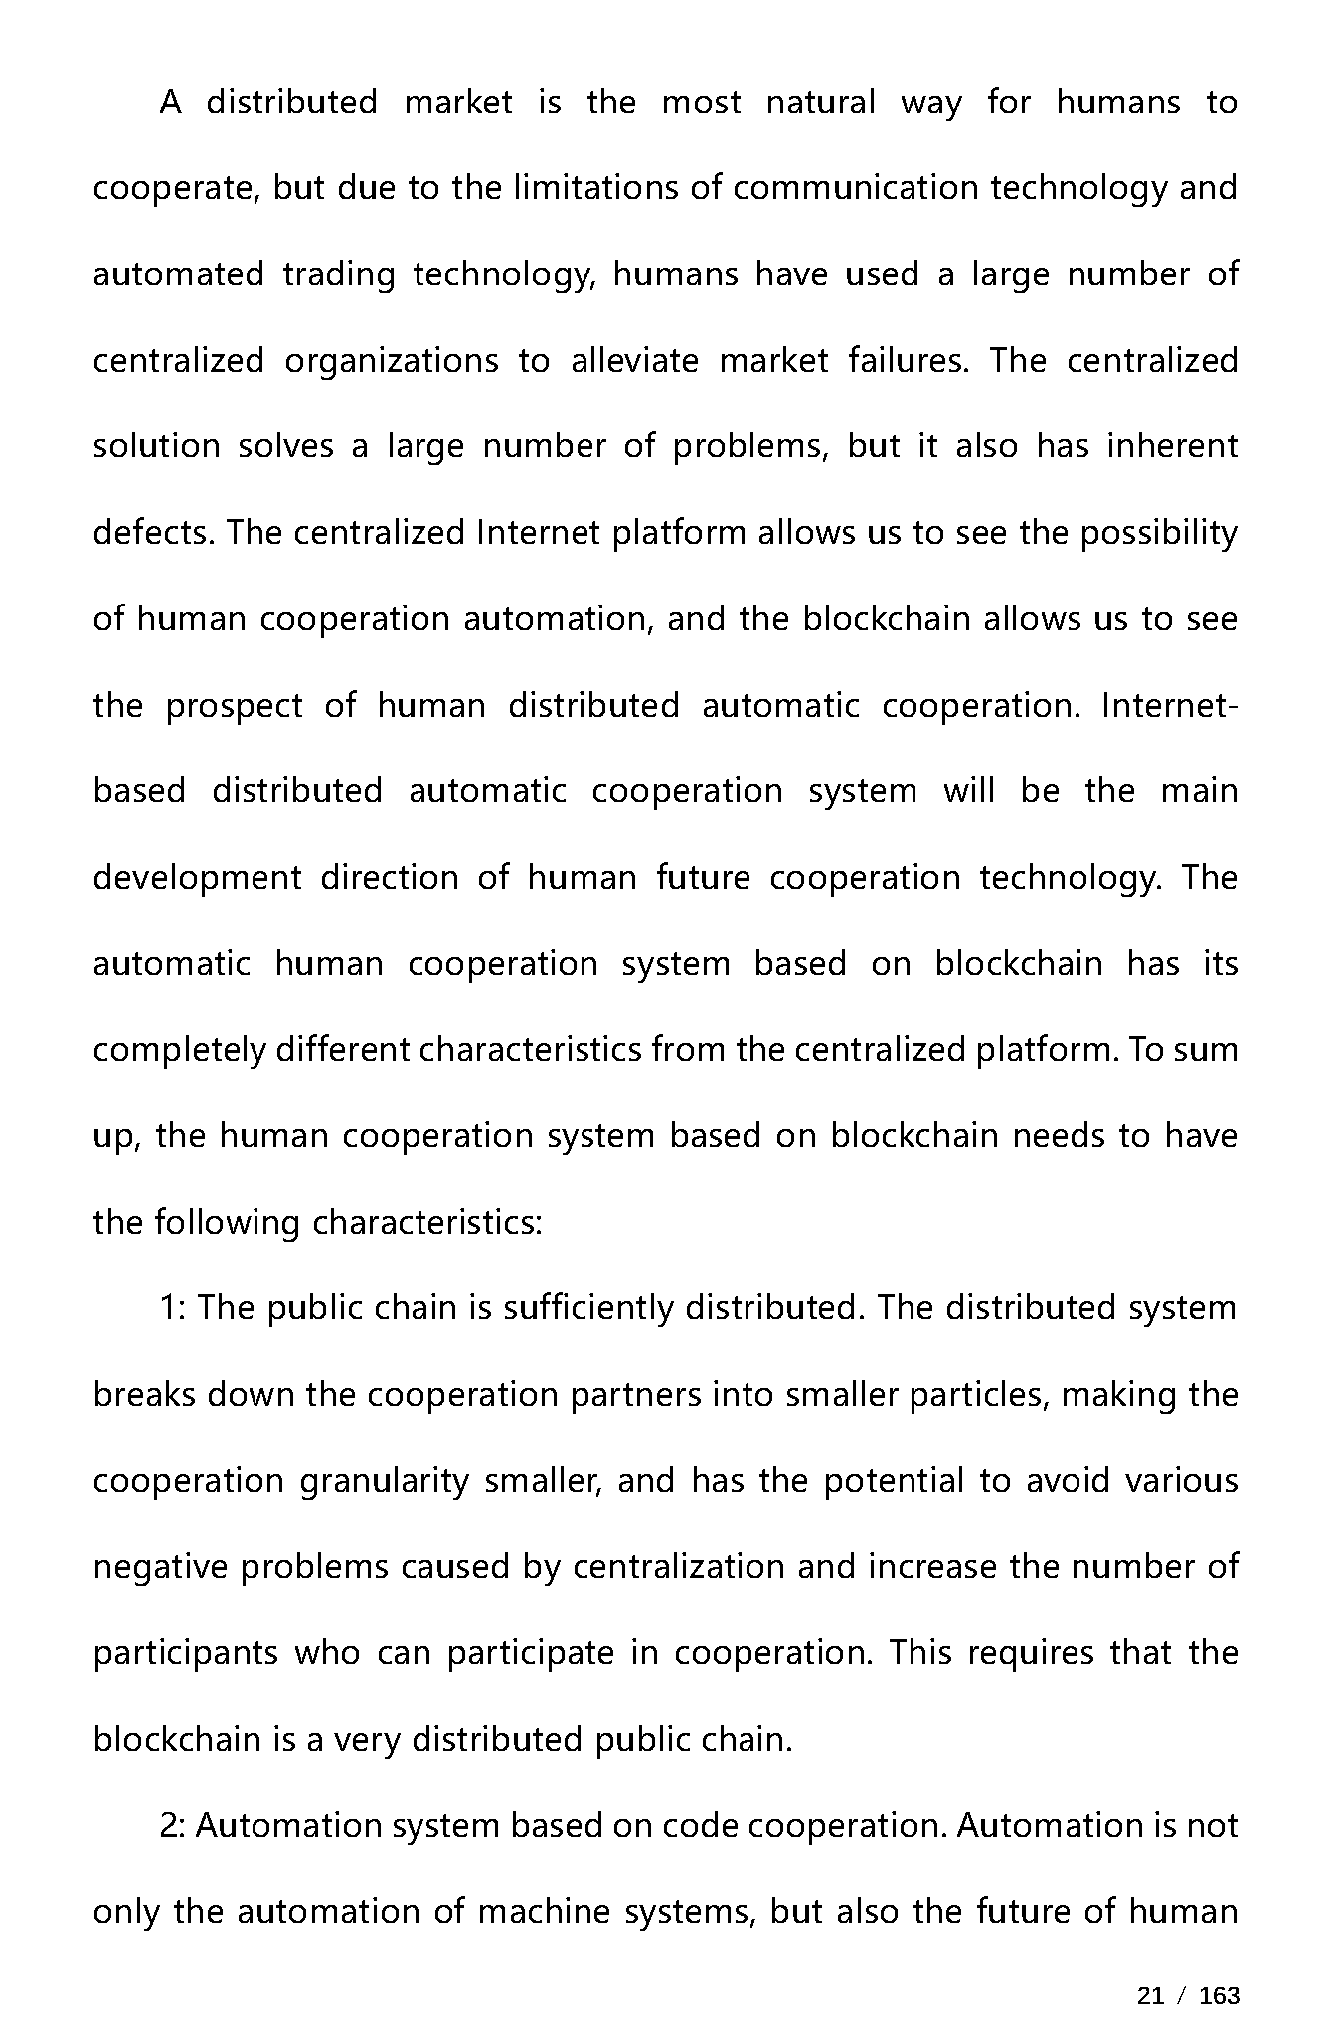 A distributed market is the most natural way for humans to
cooperate, but due to the limitations of communication technology and
automated trading technology, humans have used a large number of
centralized organizations to alleviate market failures. The centralized
solution solves a large number of problems, but it also has inherent
defects. The centralized Internet platform allows us to see the possibility
of human cooperation automation, and the blockchain allows us to see
the prospect of human distributed automatic cooperation. Internet-
based distributed automatic cooperation system will be the main
development direction of human future cooperation technology. The
automatic human cooperation system based on blockchain has its
completely different characteristics from the centralized platform. To sum
up, the human cooperation system based on blockchain needs to have
the following characteristics:
1: The public chain is sufficiently distributed. The distributed system
breaks down the cooperation partners into smaller particles, making the
cooperation granularity smaller, and has the potential to avoid various
negative problems caused by centralization and increase the number of
participants who can participate in cooperation. This requires that the
blockchain is a very distributed public chain.
2: Automation system based on code cooperation. Automation is not
only the automation of machine systems, but also the future of human
21 / 163